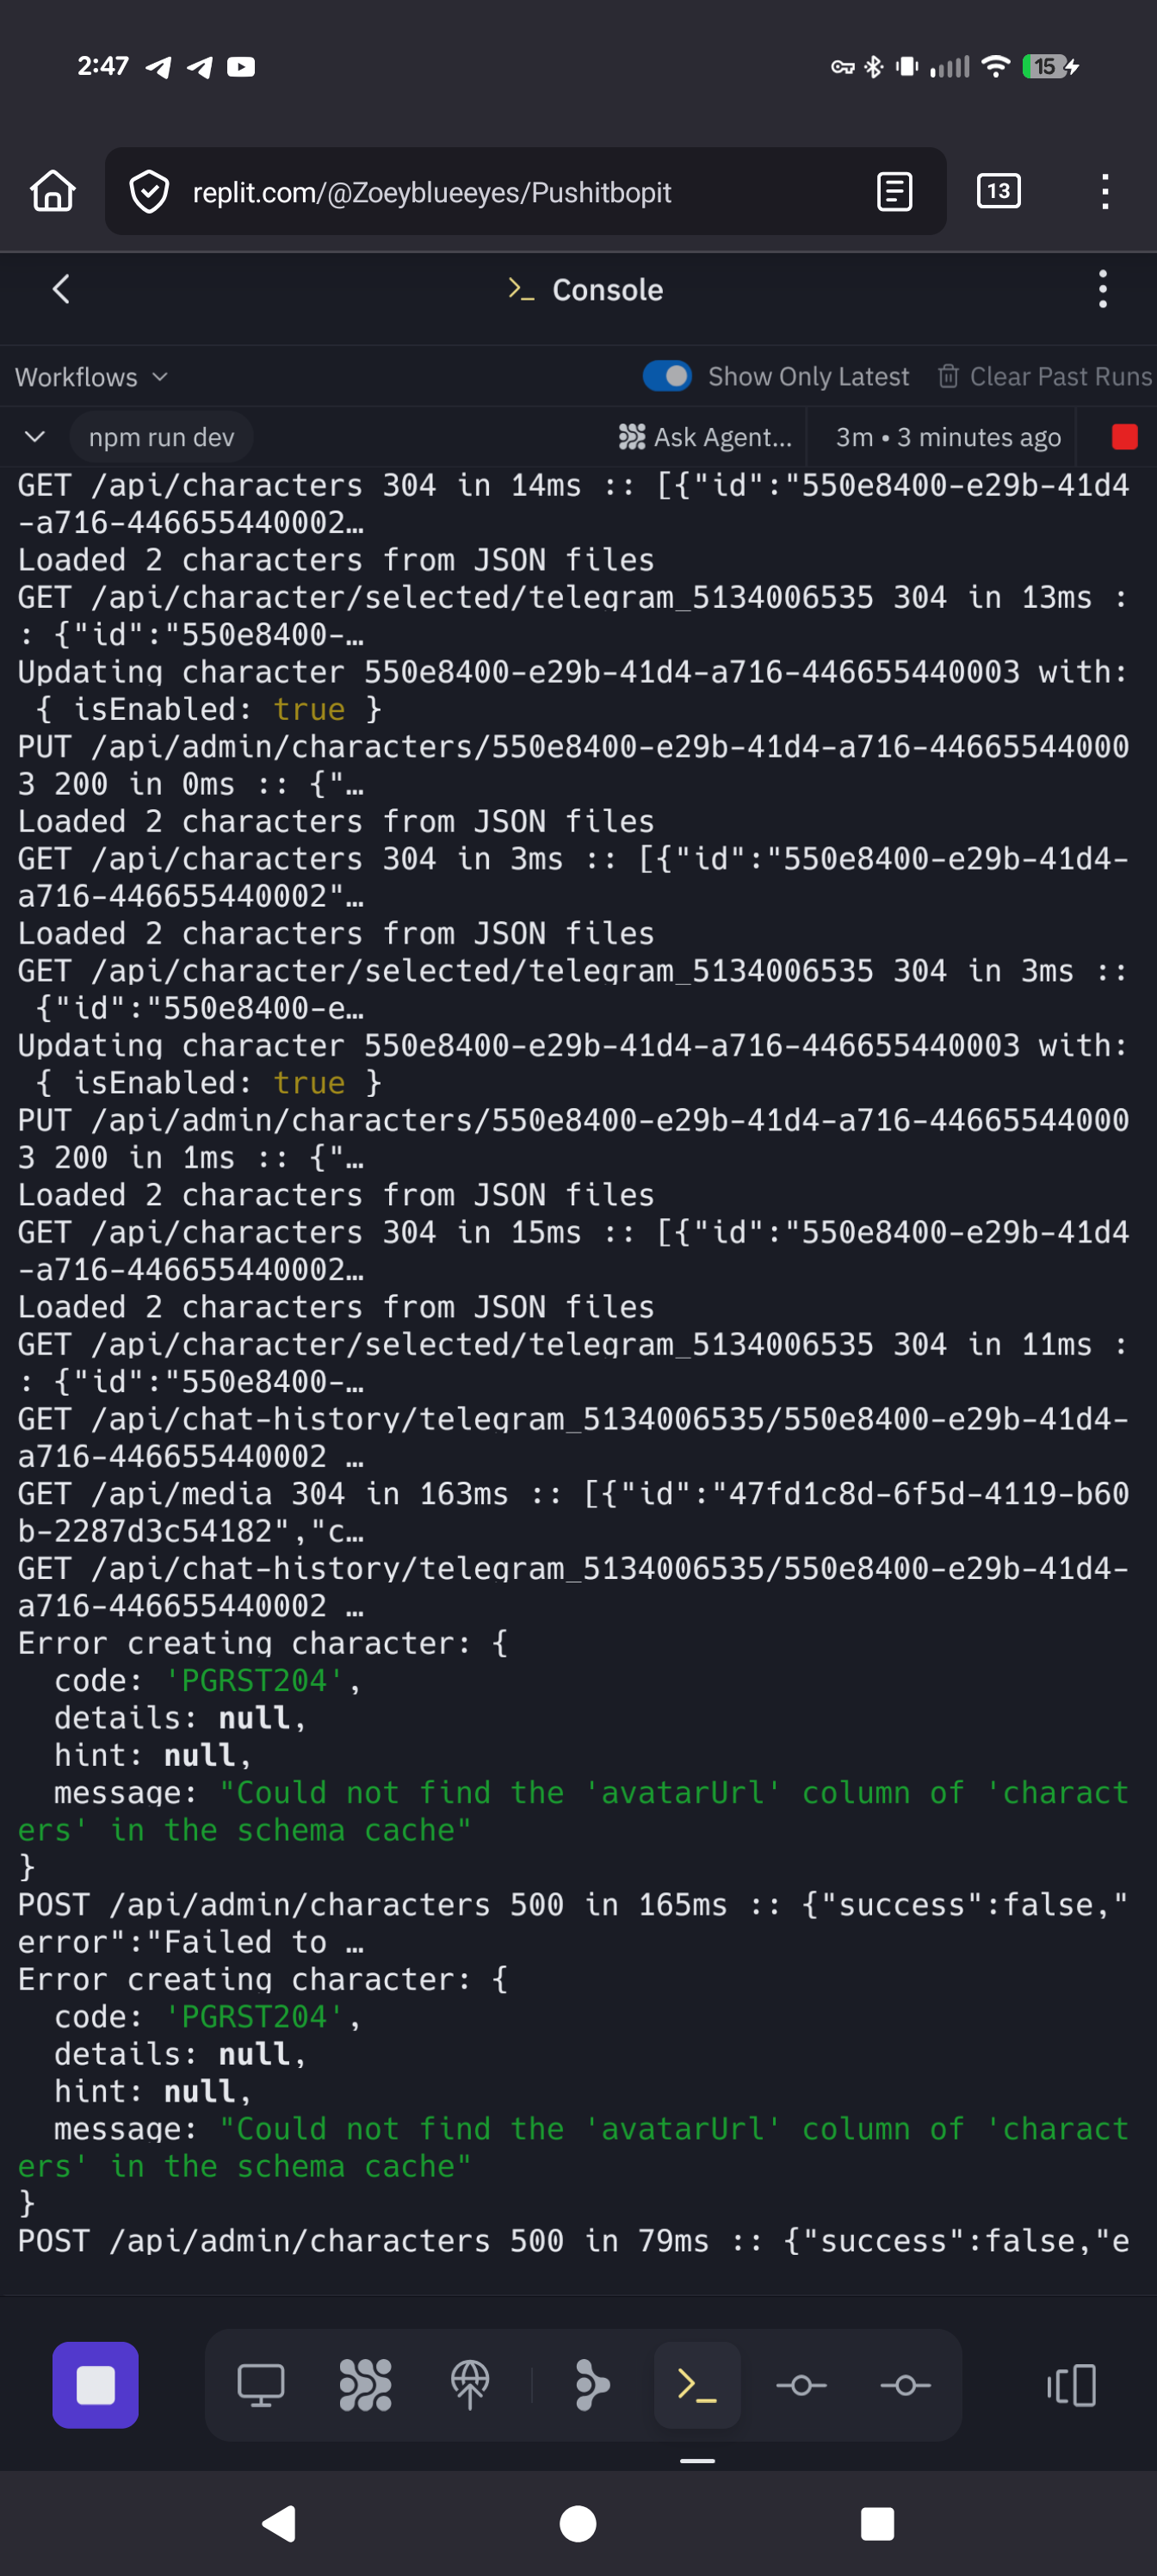 2:47
15
replit.com/@Zoeyblueeyes/Pushitbopit
13
>_ Console
Workflows
Show Only Latest
Clear Past Runs
npm run dev
Ask Agent...
3m • 3 minutes ago
GET /api/characters 304 in 14ms :: [{"id":"550e8400-e29b-41d4
-a716-446655440002…
Loaded 2 characters from JSON files
GET /api/character/selected/telegram_5134006535 304 in 13ms :
: {"id":"550e8400-…
Updating character 550e8400-e29b-41d4-a716-446655440003 with:
{ isEnabled: true }
PUT /api/admin/characters/550e8400-e29b-41d4-a716-44665544000
3 200 in 0ms :: {"…
Loaded 2 characters from JSON files
GET /api/characters 304 in 3ms :: [{"id":"550e8400-e29b-41d4-
a716-446655440002"…
Loaded 2 characters from JSON files
GET /api/character/selected/telegram_5134006535 304 in 3ms ::
{"id":"550e8400-e…
Updating character 550e8400-e29b-41d4-a716-446655440003 with:
{ isEnabled: true }
PUT /api/admin/characters/550e8400-e29b-41d4-a716-44665544000
3 200 in 1ms :: {"…
Loaded 2 characters from JSON files
GET /api/characters 304 in 15ms :: [{"id":"550e8400-e29b-41d4
-a716-446655440002…
Loaded 2 characters from JSON files
GET /api/character/selected/telegram_5134006535 304 in 11ms :
: {"id":"550e8400-…
GET /api/chat-history/telegram_5134006535/550e8400-e29b-41d4-
a716-446655440002 …
GET /api/media 304 in 163ms :: [{"id":"47fd1c8d-6f5d-4119-b60
b-2287d3c54182","c…
GET /api/chat-history/telegram_5134006535/550e8400-e29b-41d4-
a716-446655440002 …
Error creating character: {
code: 'PGRST204',
details: null,
hint: null,
message: "Could not find the 'avatarUrl' column of 'charact
ers' in the schema cache"
}
POST /api/admin/characters 500 in 165ms :: {"success":false,"
error":"Failed to …
Error creating character: {
code: 'PGRST204',
details: null,
hint: null,
message: "Could not find the 'avatarUrl' column of 'charact
ers' in the schema cache"
}
POST /api/admin/characters 500 in 79ms :: {"success":false,"e